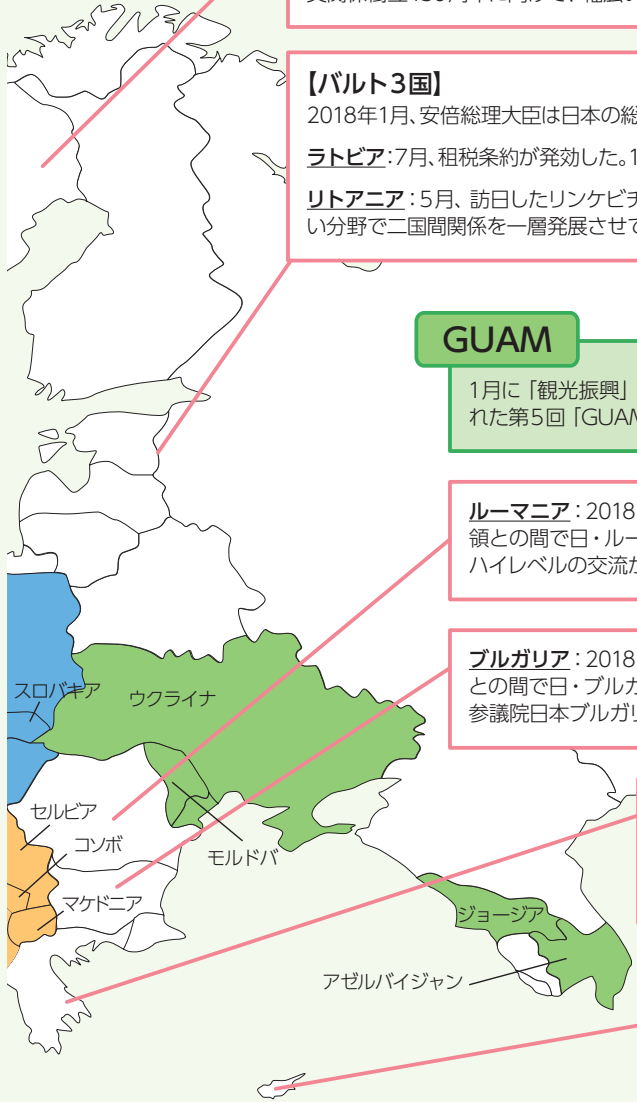 【バルト3国】
2018年1月、安倍総理大臣は日本の総
ラトビア:7月、租税条約が発効した。1
リトアニア:5月、訪日したリンケビチ
い分野で二国間関係を一層発展させて
GUAM
1月に「観光振興」
れた第5回「GUAM
ルーマニア:2018
領との間で日・ルー
ハイレベルの交流が
ブルガリア:2018
との間で日・ブルガ
参議院日本ブルガリ
スロバキア
ウクライナ
セルビア
コソボ
モルドバ
マケドニア
ジョージア
アゼルバイジャン